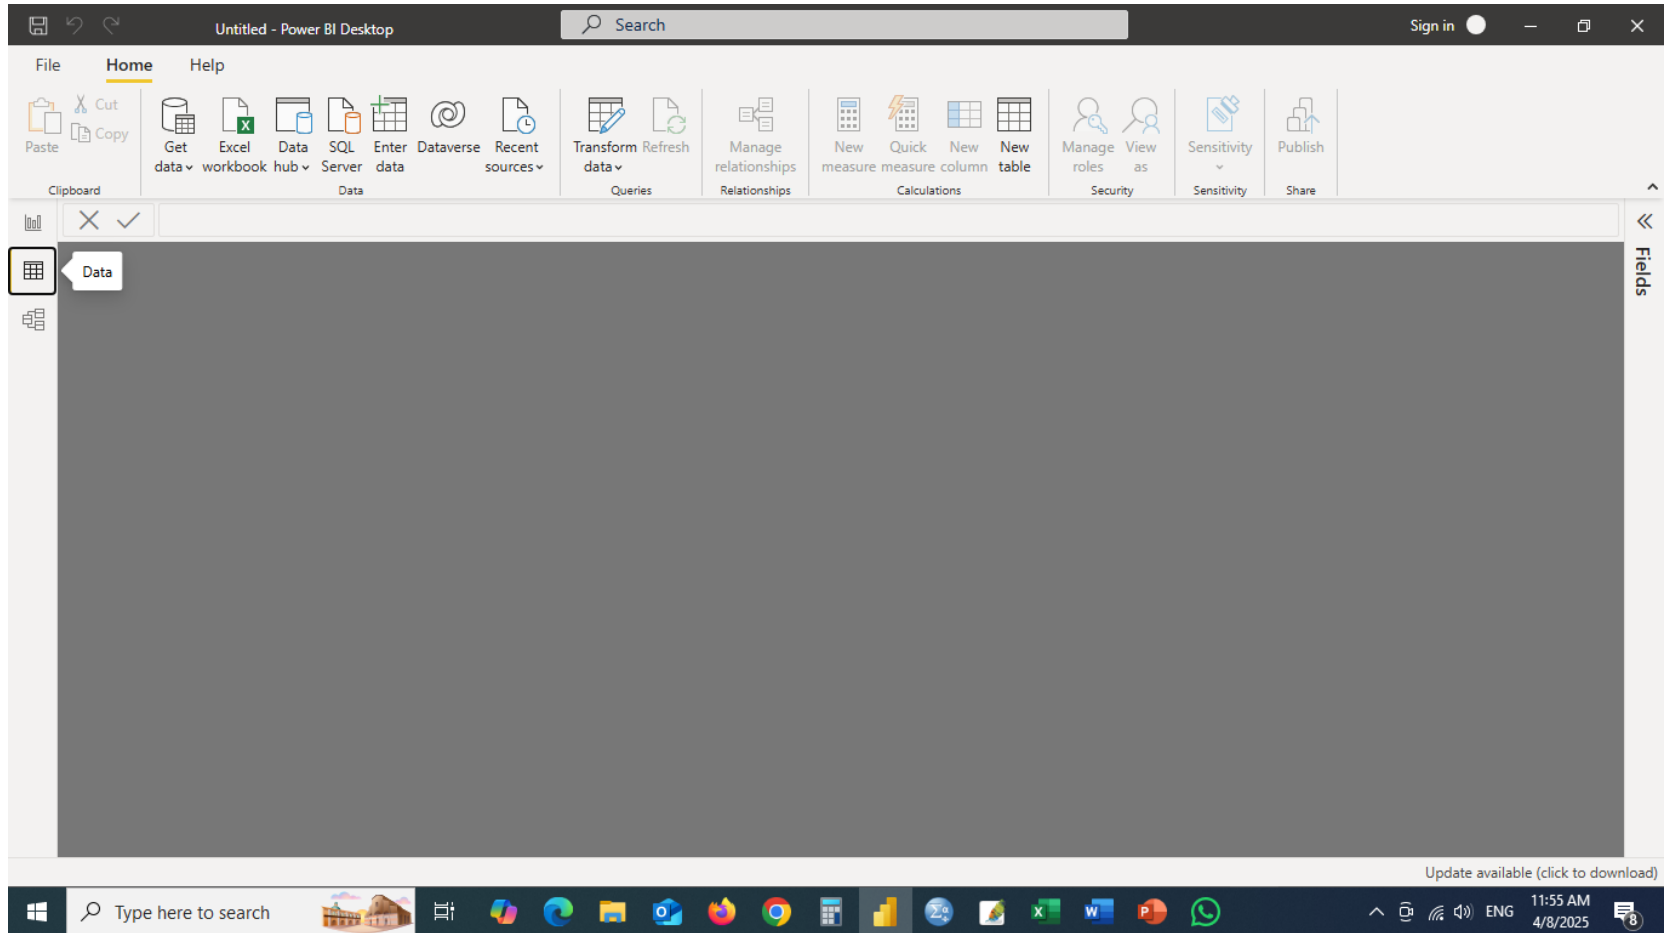 Untitled - Power BI Desktop
Search
Sign in
File Home Help
Paste
Cut
Copy
Clipboard
Get data
Excel workbook
Data hub
SQL Server
Enter data
Dataverse
Recent sources
Data
Transform data
Refresh
Queries
Manage relationships
Relationships
New measure
Quick measure
New column
New table
Calculations
Manage roles
View as
Security
Sensitivity
Sensitivity
Publish
Share
Data
Fields
Update available (click to download)
Type here to search
ENG
11:55 AM
4/8/2025
8